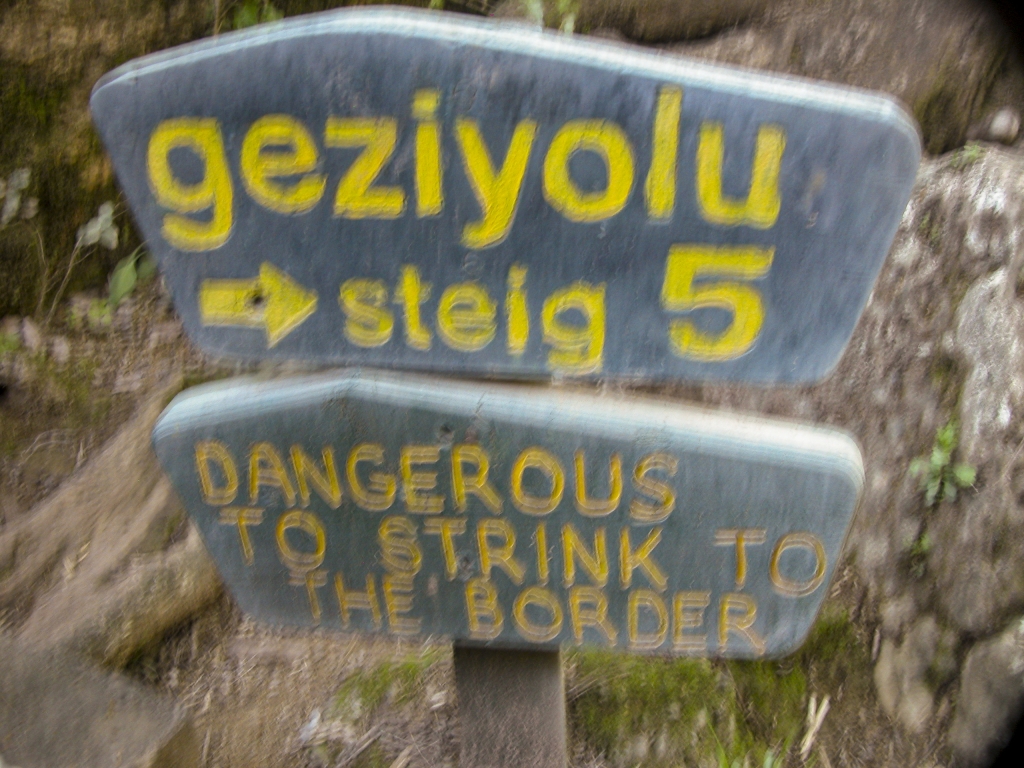 geziyolu
→ steig 5
DANGEROUS
TO STRINK TO
THE BORDER